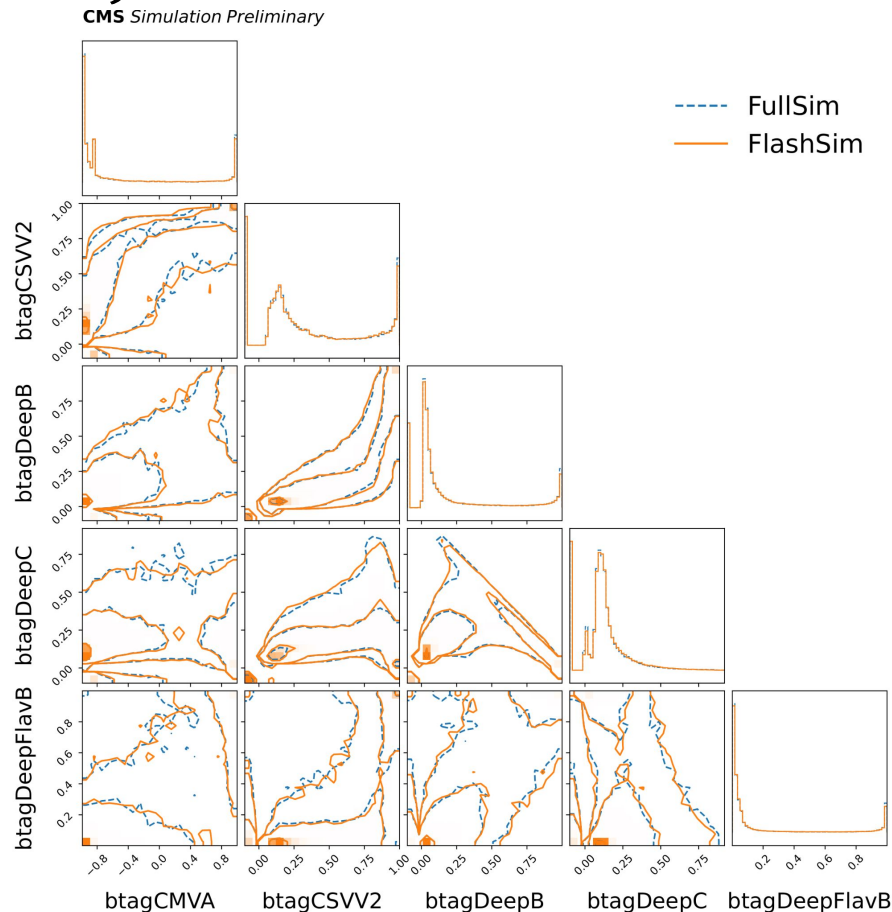 CMS Simulation Preliminary
FullSim
FlashSim
btagCSVV2
1.00
0.75
0.50
0.25
0.00
btagDeepB
0.75
0.50
0.25
0.00
btagDeepC
0.75
0.50
0.25
0.00
btagDeepFlavB
0.8
0.6
0.4
0.2
−0.8 −0.4 0.0 0.4 0.8
0.00 0.25 0.50 0.75 1.00
0.00 0.25 0.50 0.75
0.00 0.25 0.50 0.75
0.2 0.4 0.6 0.8
btagCMVA btagCSVV2 btagDeepB btagDeepC btagDeepFlavB